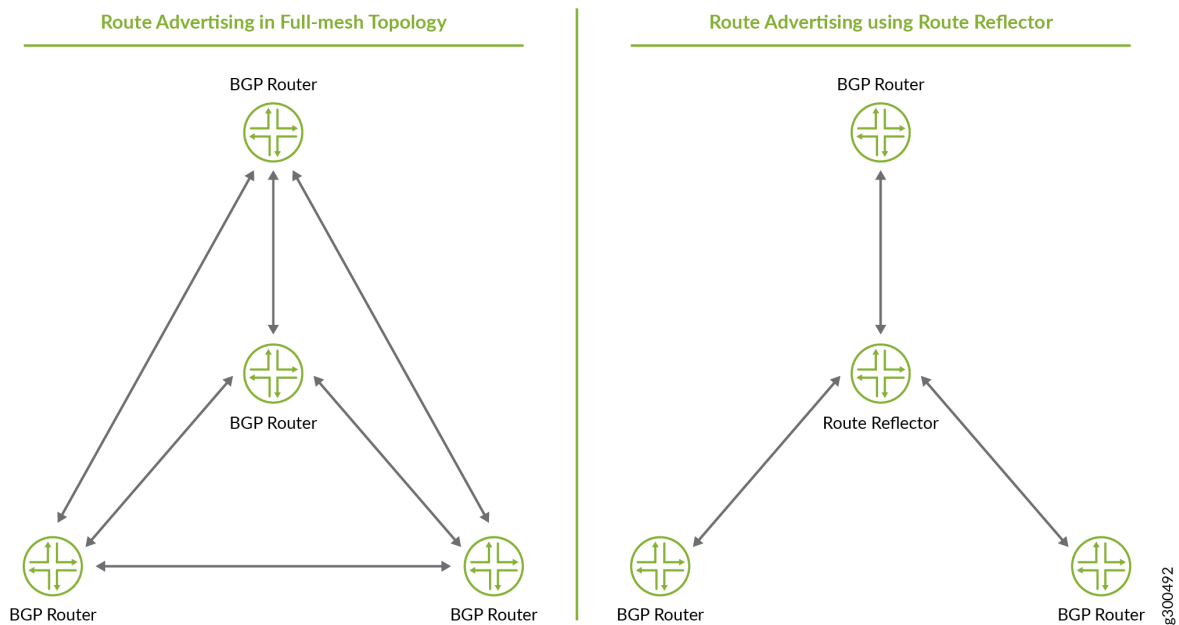 Route Advertising in Full-mesh Topology
BGP Router
BGP Router
BGP Router
BGP Router
Route Advertising using Route Reflector
BGP Router
Route Reflector
BGP Router
BGP Router
g300492